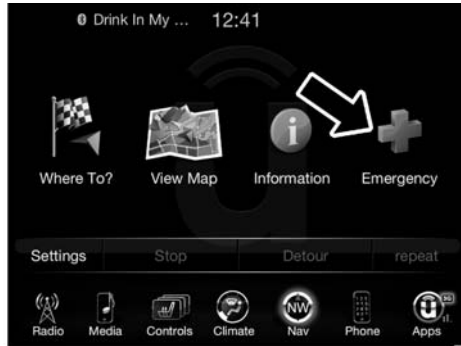 Drink In My ... 12:41
Where To? View Map Information Emergency
Settings Stop Detour repeat
NW
Radio Media Controls Climate Nav Phone Apps